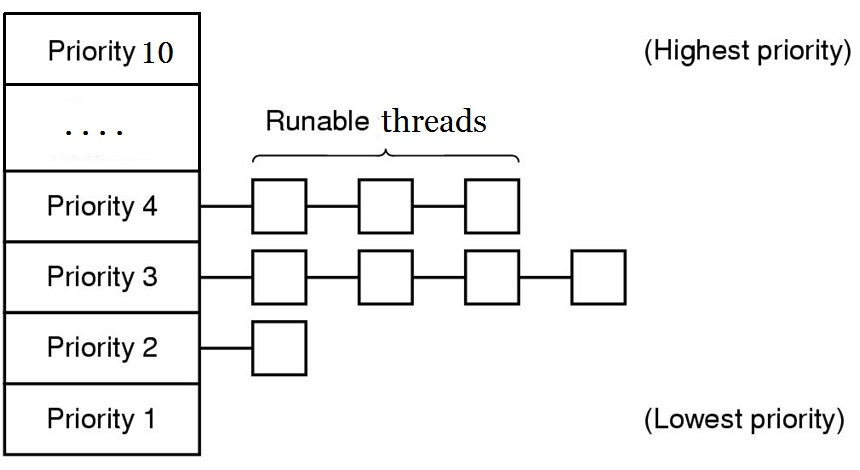 Priority 10
(Highest priority)
....
Runable threads
Priority 4
Priority 3
Priority 2
Priority 1
(Lowest priority)